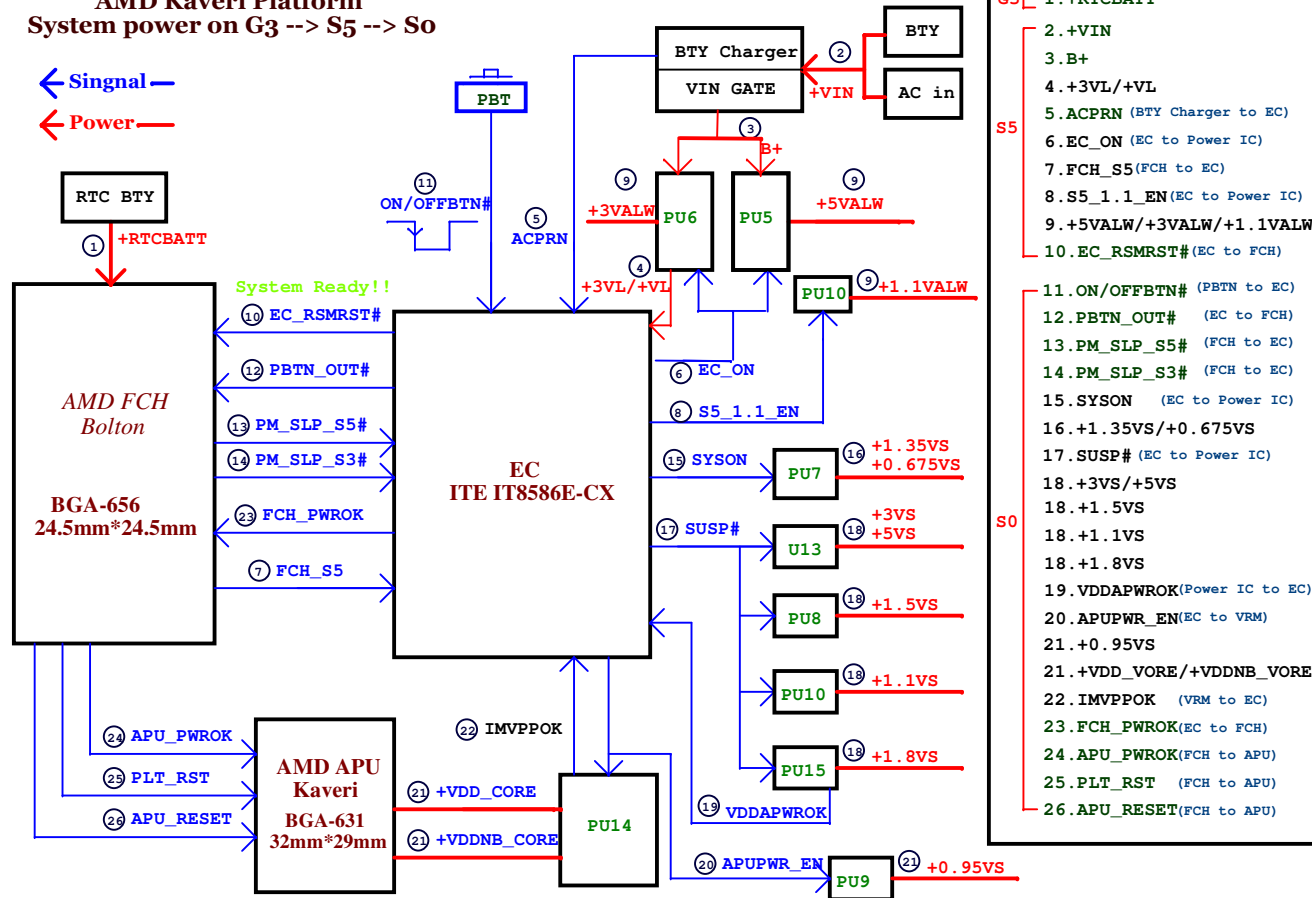 AMD Kaveri Platform
System power on G3 --> S5 --> S0
Singnal
Power
RTC BTY
1
+RTCBATT
PBT
11
ON/OFFBTN#
5
ACPRN
BTY Charger
VIN GATE
2
+VIN
BTY
AC in
3
B+
9
+3VALW
PU6
PU5
9
+5VALW
4
+3VL/+VL
PU10
9
+1.1VALW
System Ready!!
10 EC_RSMRST#
12 PBTN_OUT#
13 PM_SLP_S5#
14 PM_SLP_S3#
23 FCH_PWROK
7 FCH_S5
AMD FCH
Bolton
BGA-656
24.5mm*24.5mm
EC
ITE IT8586E-CX
6 EC_ON
8 S5_1.1_EN
15 SYSON
PU7
16
+1.35VS
+0.675VS
17 SUSP#
U13
18
+3VS
+5VS
PU8
18
+1.5VS
PU10
18
+1.1VS
PU15
18
+1.8VS
19 VDDAPWROK
22 IMVPPOK
24 APU_PWROK
25 PLT_RST
26 APU_RESET
AMD APU
Kaveri
BGA-631
32mm*29mm
21 +VDD_CORE
21 +VDDNB_CORE
PU14
20 APUPWR_EN
PU9
21
+0.95VS
G3
1.+RTCBATT
S5
2.+VIN
3.B+
4.+3VL/+VL
5.ACPRN (BTY Charger to EC)
6.EC_ON (EC to Power IC)
7.FCH_S5(FCH to EC)
8.S5_1.1_EN(EC to Power IC)
9.+5VALW/+3VALW/+1.1VALW
10.EC_RSMRST#(EC to FCH)
S0
11.ON/OFFBTN# (PBTN to EC)
12.PBTN_OUT# (EC to FCH)
13.PM_SLP_S5# (FCH to EC)
14.PM_SLP_S3# (FCH to EC)
15.SYSON (EC to Power IC)
16.+1.35VS/+0.675VS
17.SUSP# (EC to Power IC)
18.+3VS/+5VS
18.+1.5VS
18.+1.1VS
18.+1.8VS
19.VDDAPWROK(Power IC to EC)
20.APUPWR_EN(EC to VRM)
21.+0.95VS
21.+VDD_VORE/+VDDNB_VORE
22.IMVPPOK (VRM to EC)
23.FCH_PWROK(EC to FCH)
24.APU_PWROK(FCH to APU)
25.PLT_RST (FCH to APU)
26.APU_RESET(FCH to APU)